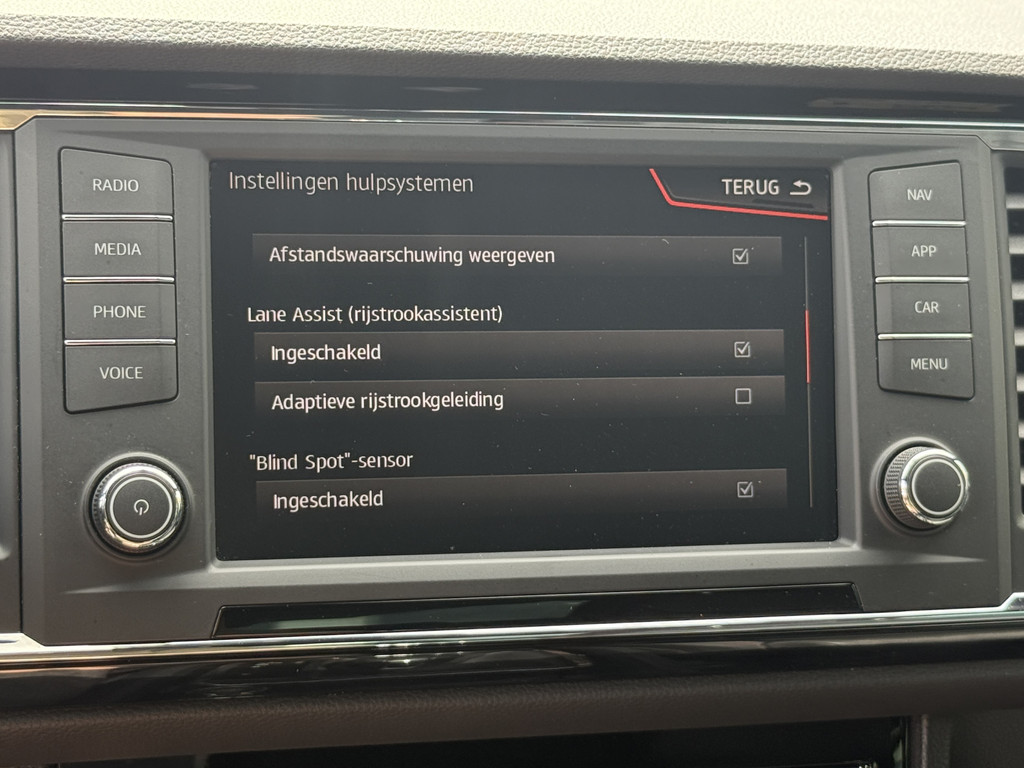 Instellingen hulpsystemen
TERUG
Afstandswaarschuwing weergeven
Lane Assist (rijstrookassistent)
Ingeschakeld
Adaptieve rijstrookgeleiding
"Blind Spot"-sensor
Ingeschakeld
RADIO
MEDIA
PHONE
VOICE
NAV
APP
CAR
MENU